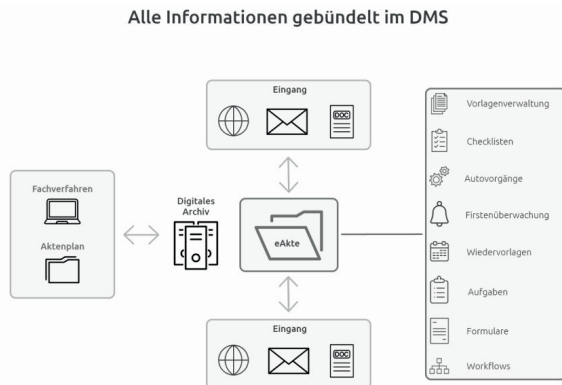 Alle Informationen gebündelt im DMS
Eingang
DOC
Fachverfahren
Aktenplan
Digitales
Archiv
eAkte
Eingang
DOC
Vorlagenverwaltung
Checklisten
Autovorgänge
Firstenüberwachung
Wiedervorlagen
Aufgaben
Formulare
Workflows